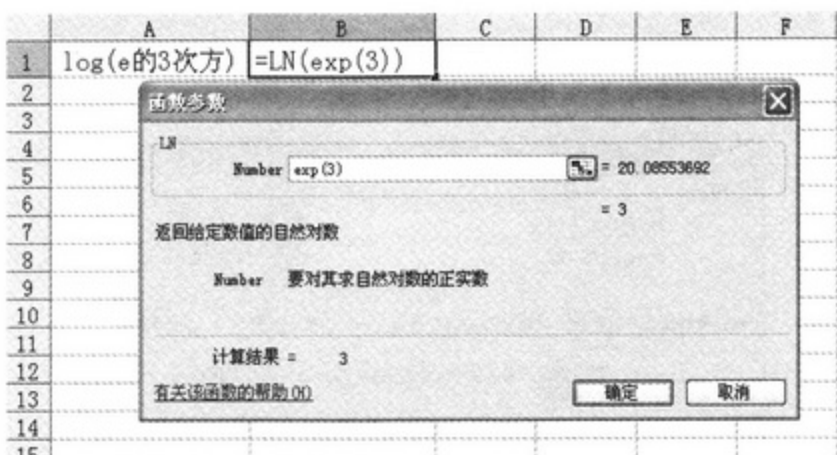 A B C D E F
1 log(e的3次方) =LN(exp(3))
2
函数参数
3
4
LN
5
Number exp(3) = 20.08553692
6
= 3
7
返回给定数值的自然对数
8
Number 要对其求自然对数的正实数
9
10
11
计算结果 = 3
12
13
有关该函数的帮助(H) 确定 取消
14
15